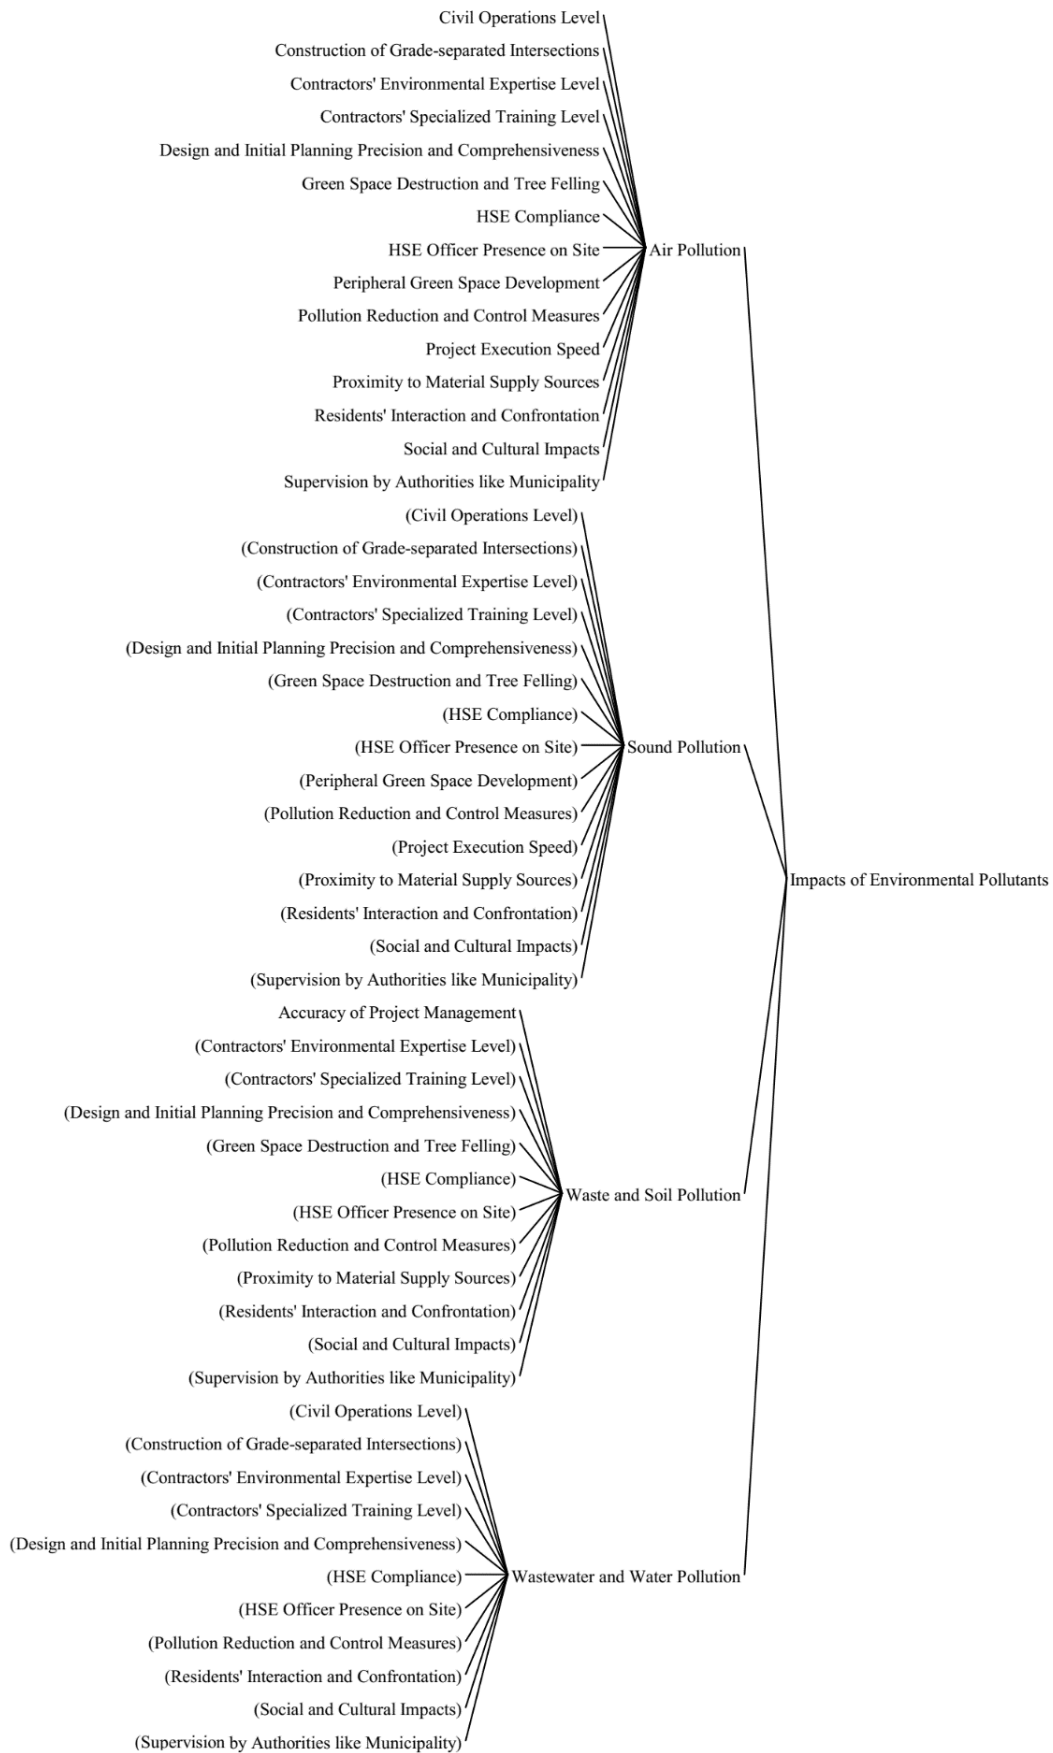 Civil Operations Level
Construction of Grade-separated Intersections
Contractors' Environmental Expertise Level
Contractors' Specialized Training Level
Design and Initial Planning Precision and Comprehensiveness
Green Space Destruction and Tree Felling
HSE Compliance
HSE Officer Presence on Site
Air Pollution
Peripheral Green Space Development
Pollution Reduction and Control Measures
Project Execution Speed
Proximity to Material Supply Sources
Residents' Interaction and Confrontation
Social and Cultural Impacts
Supervision by Authorities like Municipality
(Civil Operations Level)
(Construction of Grade-separated Intersections)
(Contractors' Environmental Expertise Level)
(Contractors' Specialized Training Level)
(Design and Initial Planning Precision and Comprehensiveness)
(Green Space Destruction and Tree Felling)
(HSE Compliance)
(HSE Officer Presence on Site)
Sound Pollution
(Peripheral Green Space Development)
(Pollution Reduction and Control Measures)
(Project Execution Speed)
(Proximity to Material Supply Sources)
Impacts of Environmental Pollutants
(Residents' Interaction and Confrontation)
(Social and Cultural Impacts)
(Supervision by Authorities like Municipality)
Accuracy of Project Management
(Contractors' Environmental Expertise Level)
(Contractors' Specialized Training Level)
(Design and Initial Planning Precision and Comprehensiveness)
(Green Space Destruction and Tree Felling)
(HSE Compliance)
Waste and Soil Pollution
(HSE Officer Presence on Site)
(Pollution Reduction and Control Measures)
(Proximity to Material Supply Sources)
(Residents' Interaction and Confrontation)
(Social and Cultural Impacts)
(Supervision by Authorities like Municipality)
(Civil Operations Level)
(Construction of Grade-separated Intersections)
(Contractors' Environmental Expertise Level)
(Contractors' Specialized Training Level)
(Design and Initial Planning Precision and Comprehensiveness)
(HSE Compliance)
Wastewater and Water Pollution
(HSE Officer Presence on Site)
(Pollution Reduction and Control Measures)
(Residents' Interaction and Confrontation)
(Social and Cultural Impacts)
(Supervision by Authorities like Municipality)